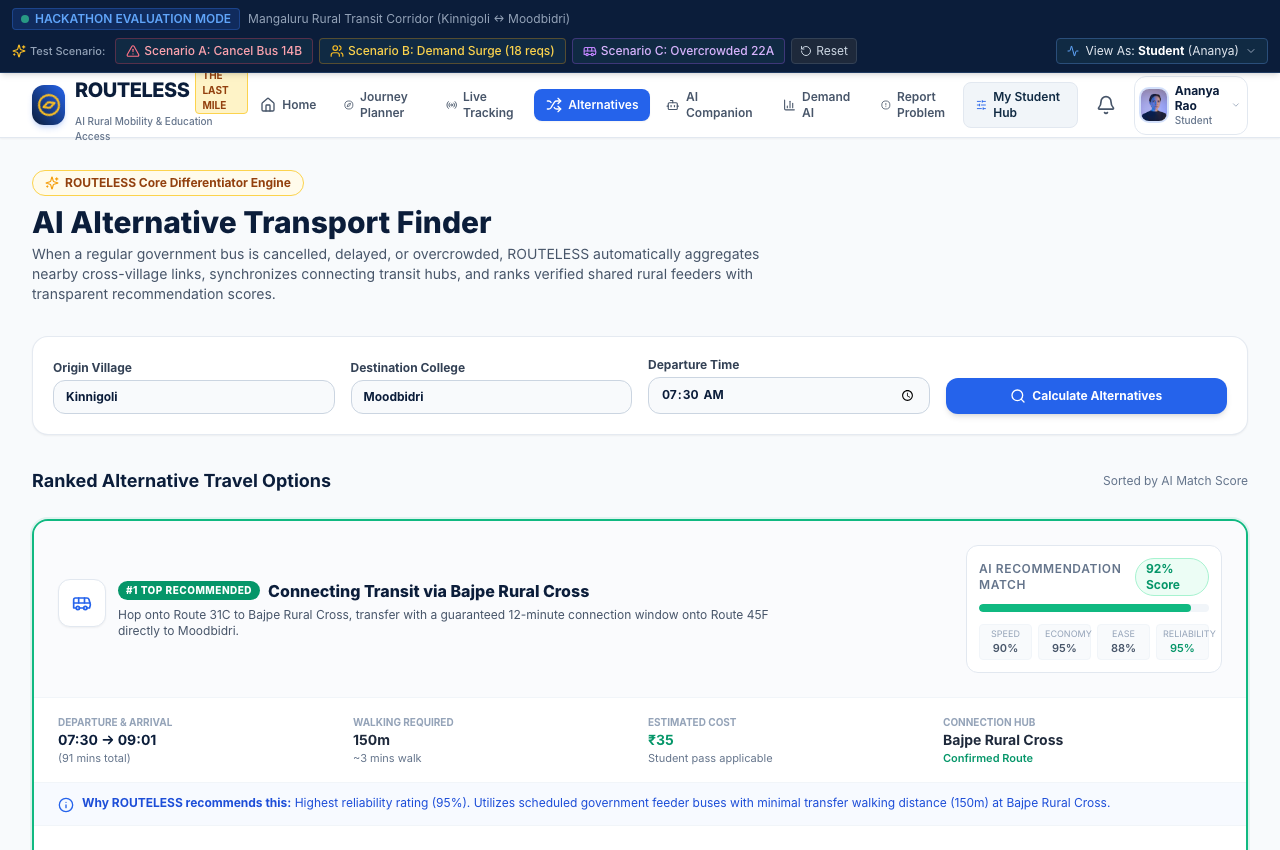 HACKATHON EVALUATION MODE
Mangaluru Rural Transit Corridor (Kinnigoli ↔ Moodbidri)
Test Scenario:
Scenario A: Cancel Bus 14B
Scenario B: Demand Surge (18 reqs)
Scenario C: Overcrowded 22A
Reset
View As: Student (Ananya)
ROUTELESS
THE
LAST
MILE
AI Rural Mobility & Education
Access
Home
Journey
Planner
Live
Tracking
Alternatives
AI
Companion
Demand
AI
Report
Problem
My Student
Hub
Ananya
Rao
Student
ROUTELESS Core Differentiator Engine
AI Alternative Transport Finder
When a regular government bus is cancelled, delayed, or overcrowded, ROUTELESS automatically aggregates
nearby cross-village links, synchronizes connecting transit hubs, and ranks verified shared rural feeders with
transparent recommendation scores.
Origin Village
Kinnigoli
Destination College
Moodbidri
Departure Time
07:30 AM
Calculate Alternatives
Ranked Alternative Travel Options
Sorted by AI Match Score
#1 TOP RECOMMENDED
Connecting Transit via Bajpe Rural Cross
Hop onto Route 31C to Bajpe Rural Cross, transfer with a guaranteed 12-minute connection window onto Route 45F
directly to Moodbidri.
AI RECOMMENDATION
MATCH
92%
Score
SPEED
90%
ECONOMY
95%
EASE
88%
RELIABILITY
95%
DEPARTURE & ARRIVAL
07:30 → 09:01
(91 mins total)
WALKING REQUIRED
150m
~3 mins walk
ESTIMATED COST
₹35
Student pass applicable
CONNECTION HUB
Bajpe Rural Cross
Confirmed Route
Why ROUTELESS recommends this: Highest reliability rating (95%). Utilizes scheduled government feeder buses with minimal transfer walking distance (150m) at Bajpe Rural Cross.